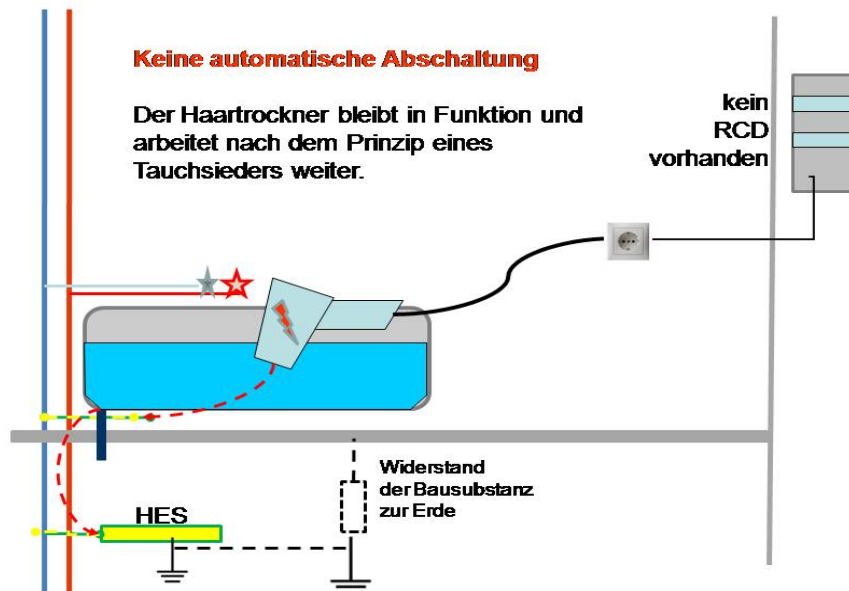 Keine automatische Abschaltung
Der Haartrockner bleibt in Funktion und
arbeitet nach dem Prinzip eines
Tauchsieders weiter.
kein
RCD
vorhanden
Widerstand
der Bausubstanz
zur Erde
HES